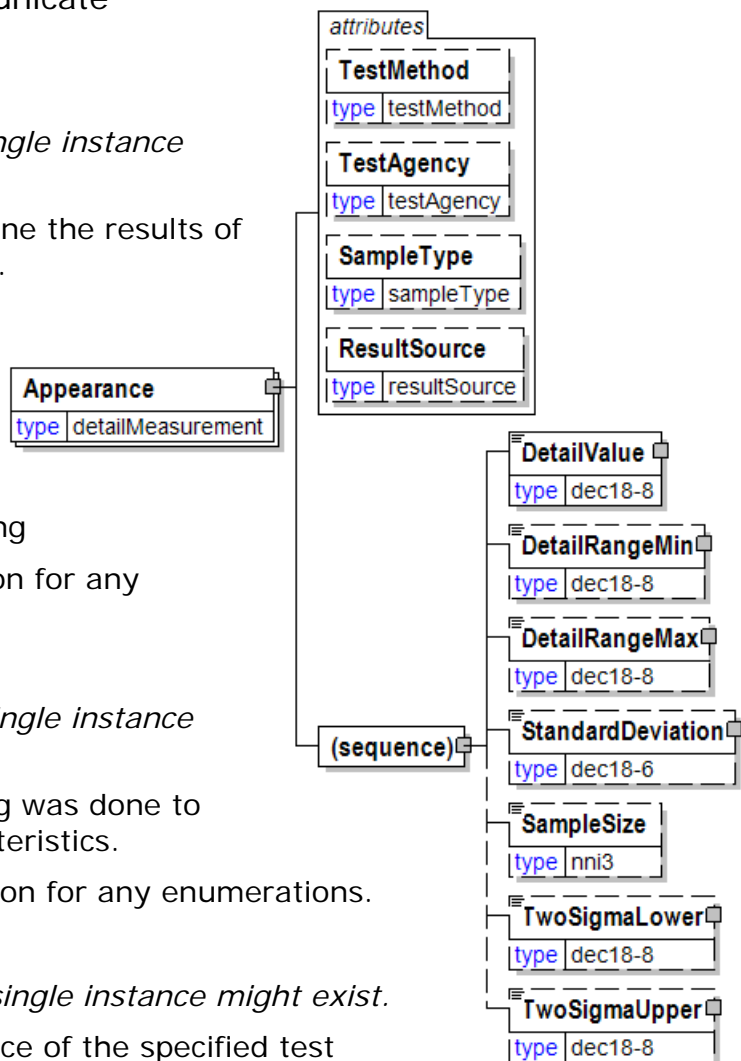 unicate
ngle instance
ne the results of
.
ng
on for any
ingle instance
g was done to
teristics.
on for any enumerations.
single instance might exist.
ce of the specified test
attributes
TestMethod
type testMethod
TestAgency
type testAgency
SampleType
type sampleType
ResultSource
type resultSource
Appearance
type detailMeasurement
(sequence)
DetailValue
type dec18-8
DetailRangeMin
type dec18-8
DetailRangeMax
type dec18-8
StandardDeviation
type dec18-6
SampleSize
type nni3
TwoSigmaLower
type dec18-8
TwoSigmaUpper
type dec18-8